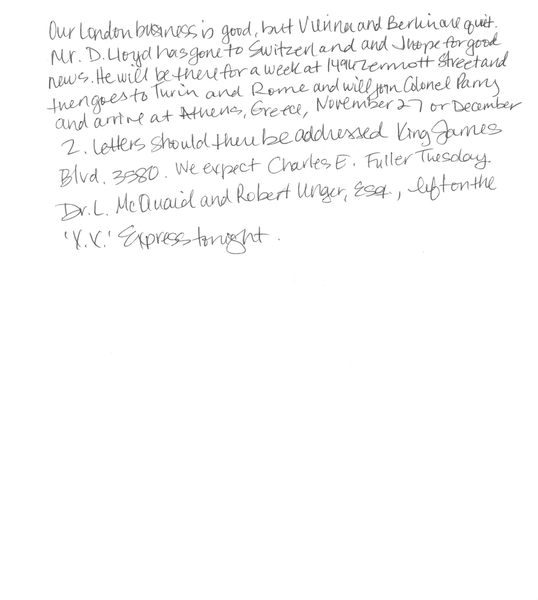 Our London business is good, but Vienna and Berlin are quiet.
Mr. D. Lloyd has gone to Switzerland and I hope for good
news. He will be there for a week at 1496 Zermott Street and
then goes to Turin and Rome and will join Colonel Parry
and arrive at Athens, Greece, November 27 or December
2. Letters should then be addressed King James
Blvd. 3580. We expect Charles E. Fuller Tuesday.
Dr. L. McQuaid and Robert Unger, Esq., left on the
'Y.X.' Express tonight.